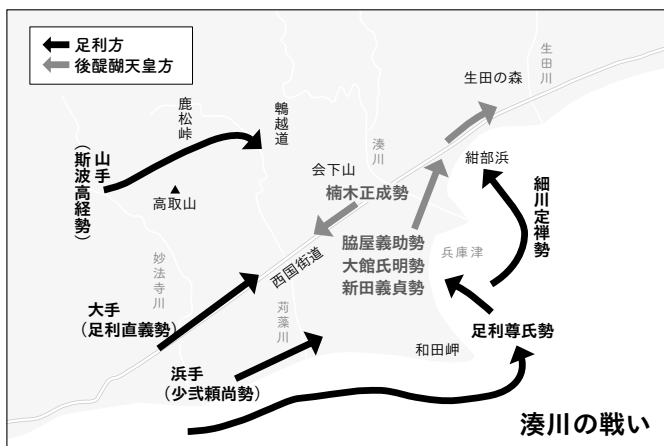 足利方
後醍醐天皇方
生田川
生田の森
鹿松峠
鵯越道
湊川
山手
（斯波高経勢）
高取山
会下山
楠木正成勢
紺部浜
細川定禅勢
脇屋義助勢
大館氏明勢
新田義貞勢
兵庫津
妙法寺川
西国街道
苅藻川
大手
（足利直義勢）
浜手
（少弐頼尚勢）
和田岬
足利尊氏勢
湊川の戦い